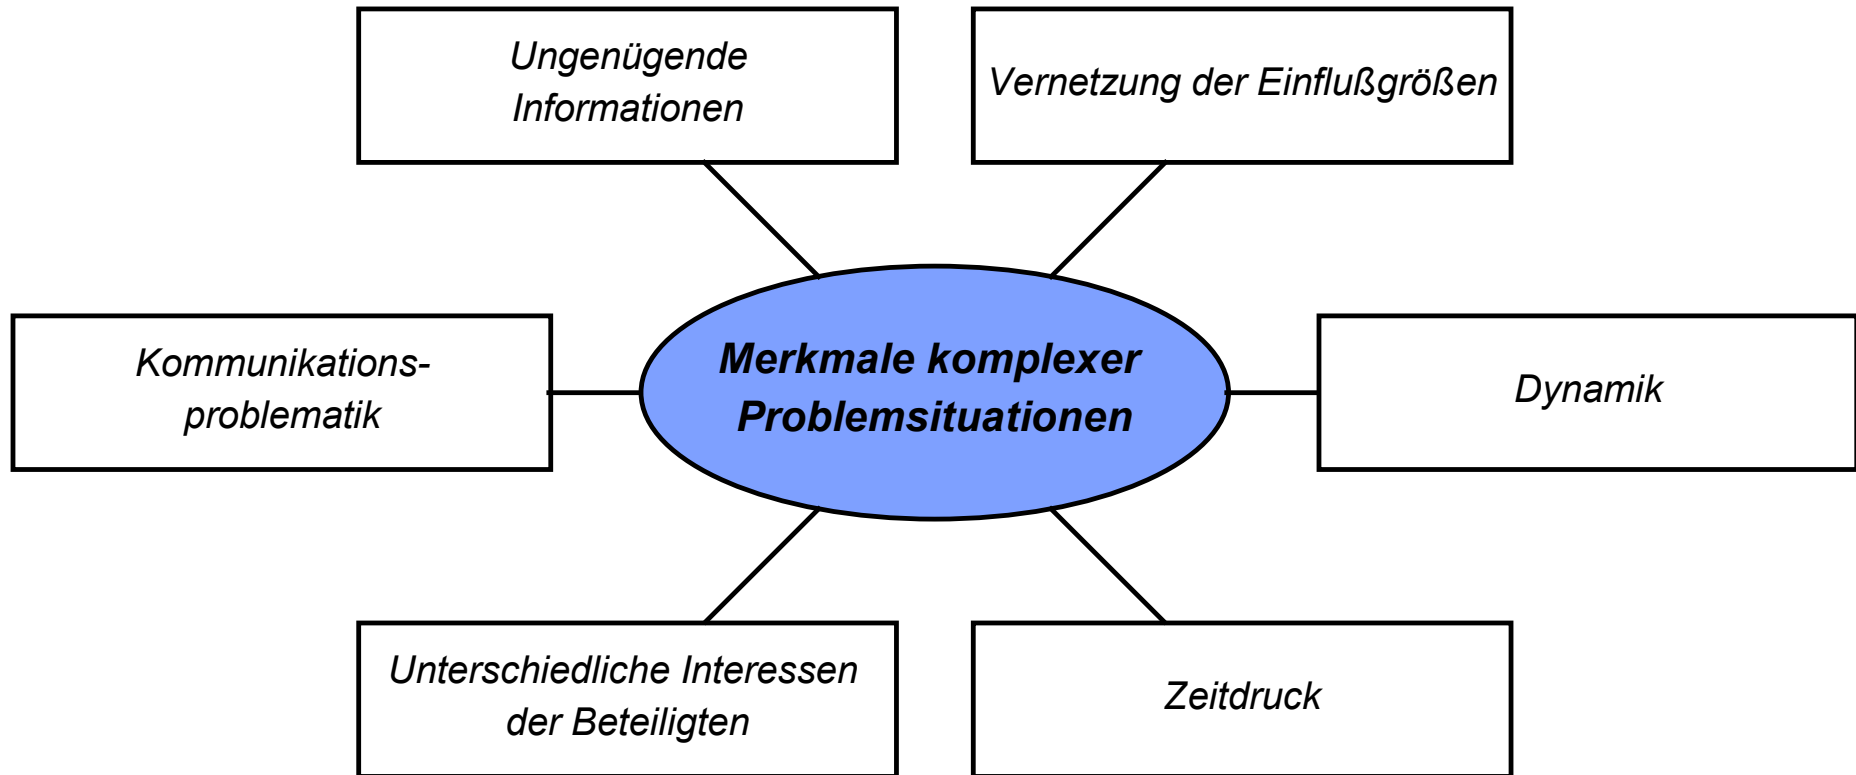 Ungenügende
Informationen
Vernetzung der Einflußgrößen
Kommunikations-
problematik
Merkmale komplexer
Problemsituationen
Dynamik
Unterschiedliche Interessen
der Beteiligten
Zeitdruck